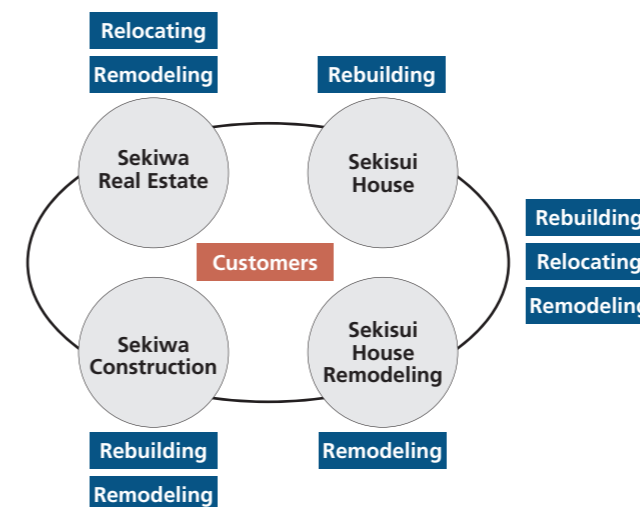 Relocating
Remodeling
Rebuilding
Sekiwa
Real Estate
Sekisui
House
Rebuilding
Relocating
Remodeling
Customers
Sekiwa
Construction
Sekisui
House
Remodeling
Rebuilding
Remodeling
Remodeling